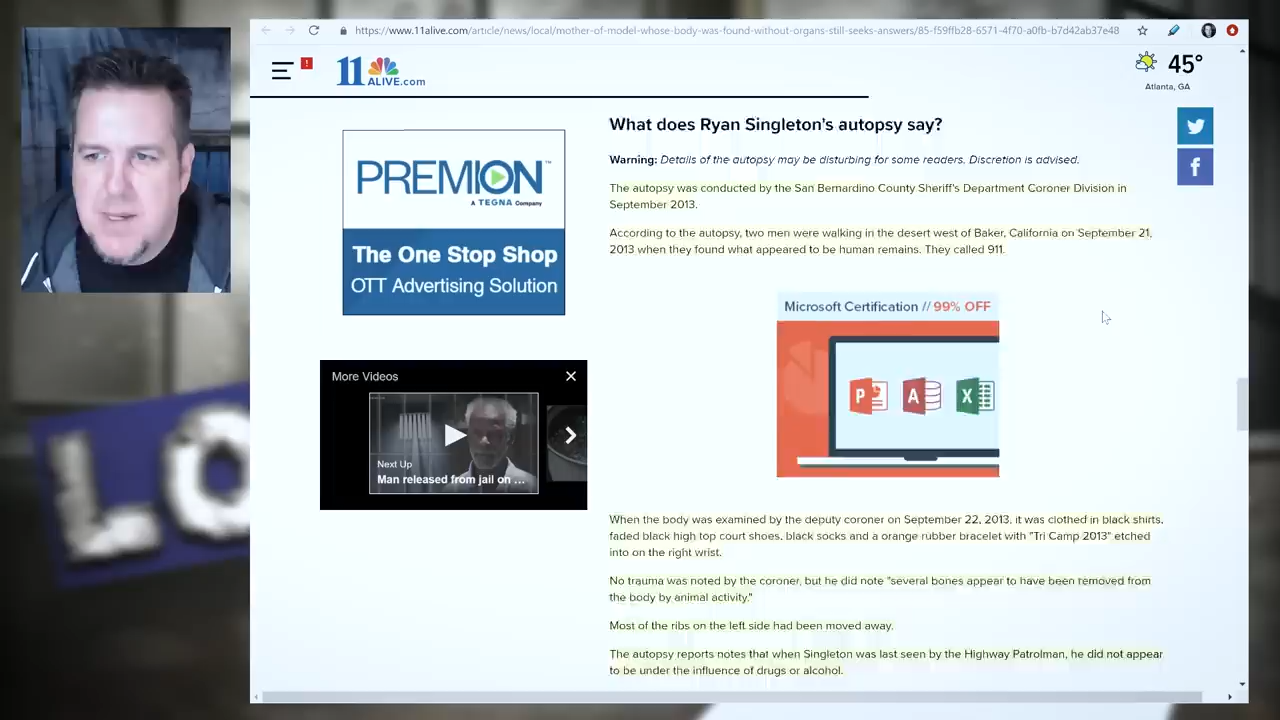 https://www.11alive.com/article/news/local/mother-of-model-whose-body-was-found-without-organs-still-seeks-answers/85-f59ffb28-6571-4f70-a0fb-b7d42ab37e48
!
11 ALIVE.com
45°
Atlanta, GA
What does Ryan Singleton's autopsy say?
Warning: Details of the autopsy may be disturbing for some readers. Discretion is advised.
The autopsy was conducted by the San Bernardino County Sheriff's Department Coroner Division in
September 2013.
According to the autopsy, two men were walking in the desert west of Baker, California on September 21,
2013 when they found what appeared to be human remains. They called 911.
PREMION™
A TEGNA Company
The One Stop Shop
OTT Advertising Solution
Microsoft Certification // 99% OFF
P A X
More Videos
Next Up
Man released from jail on ...
When the body was examined by the deputy coroner on September 22, 2013, it was clothed in black shirts,
faded black high top court shoes, black socks and a orange rubber bracelet with "Tri Camp 2013" etched
into on the right wrist.
No trauma was noted by the coroner, but he did note "several bones appear to have been removed from
the body by animal activity."
Most of the ribs on the left side had been moved away.
The autopsy reports notes that when Singleton was last seen by the Highway Patrolman, he did not appear
to be under the influence of drugs or alcohol.
LO